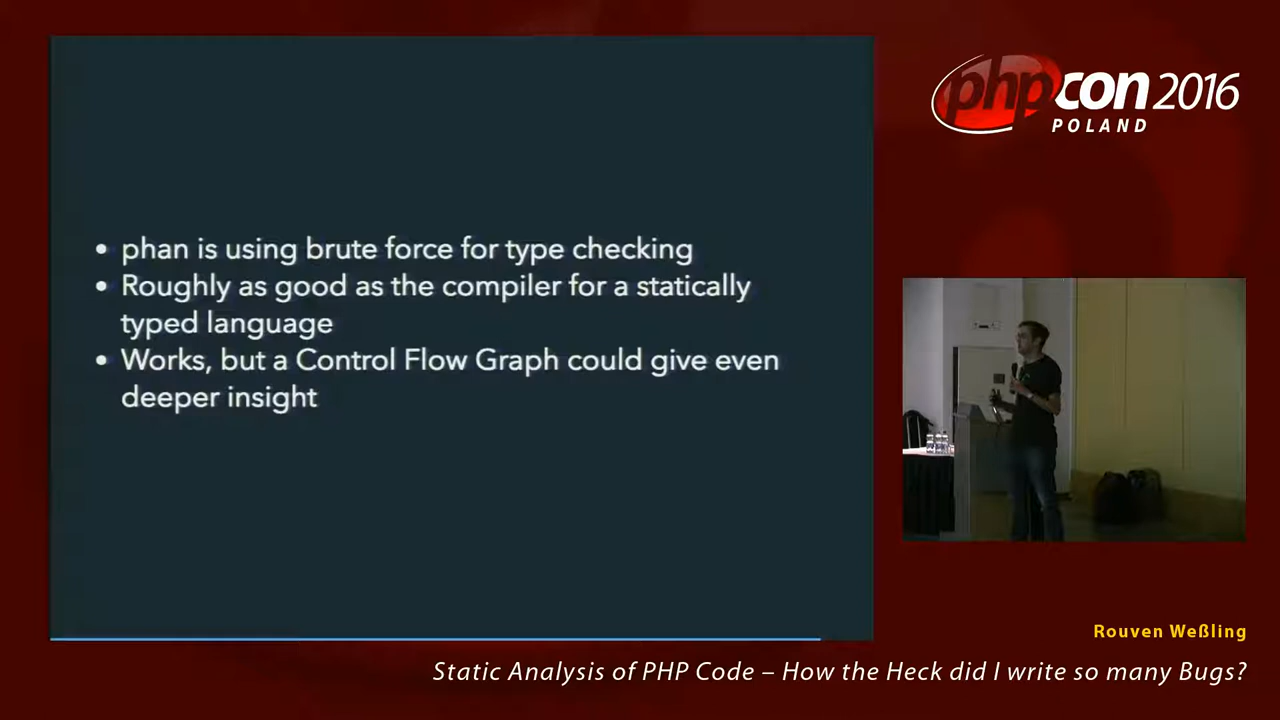 • phan is using brute force for type checking
• Roughly as good as the compiler for a statically
typed language
• Works, but a Control Flow Graph could give even
deeper insight
phpcon 2016
POLAND
Rouven Weßling
Static Analysis of PHP Code – How the Heck did I write so many Bugs?